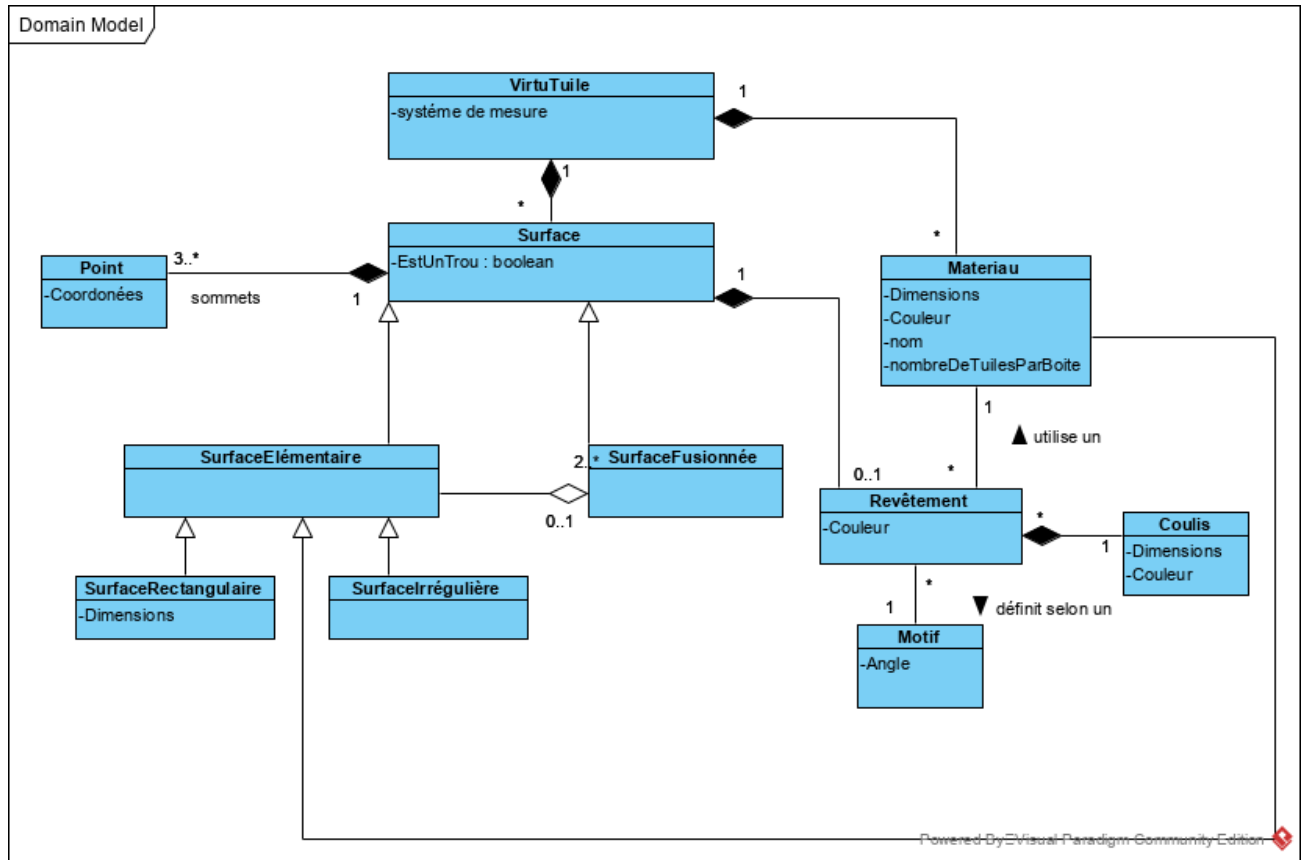 Domain Model
VirtuTuile
-systéme de mesure
1
1
*
*
Surface
-EstUnTrou : boolean
Point
-Coordonées
3..*
sommets
1
1
Materiau
-Dimensions
-Couleur
-nom
-nombreDeTuilesParBoite
1
utilise un
*
SurfaceElémentaire
2..*
SurfaceFusionnée
0..1
0..1
Revêtement
-Couleur
*
1
Coulis
-Dimensions
-Couleur
SurfaceRectangulaire
-Dimensions
SurfaceIrrégulière
*
1
définit selon un
Motif
-Angle
Powered By Visual Paradigm Community Edition